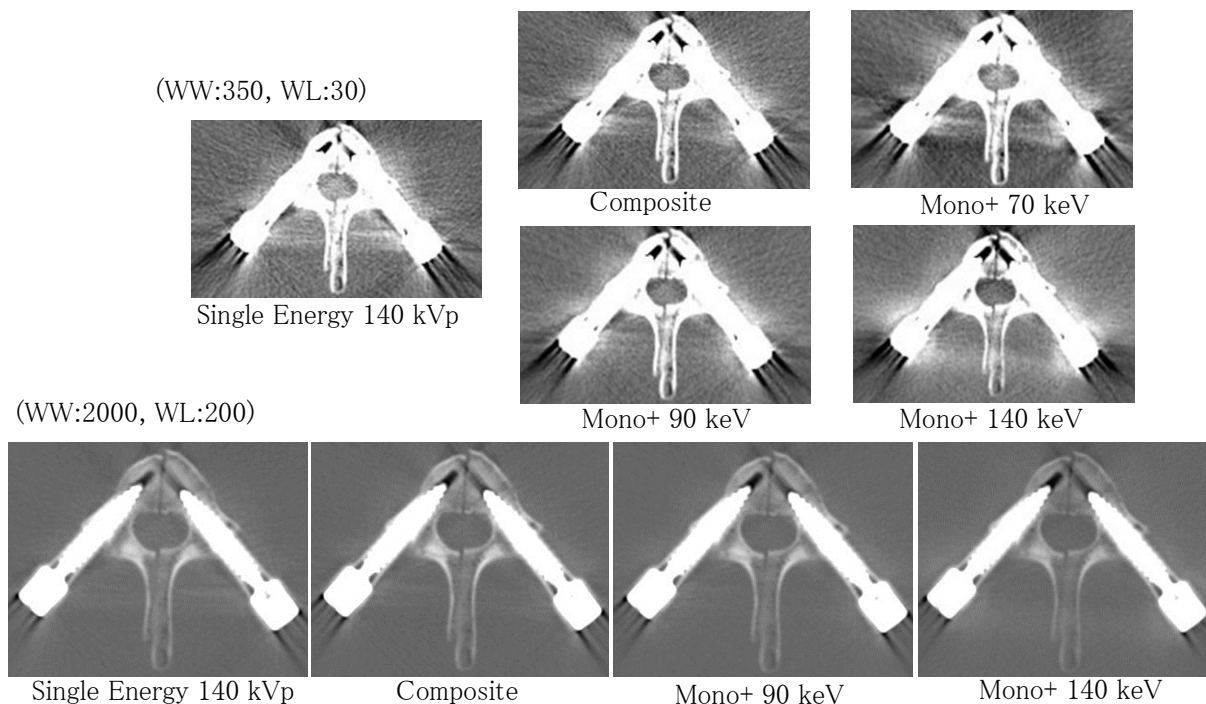 (WW:350, WL:30)
Single Energy 140 kVp
Composite
Mono+ 70 keV
Mono+ 90 keV
Mono+ 140 keV
(WW:2000, WL:200)
Single Energy 140 kVp
Composite
Mono+ 90 keV
Mono+ 140 keV